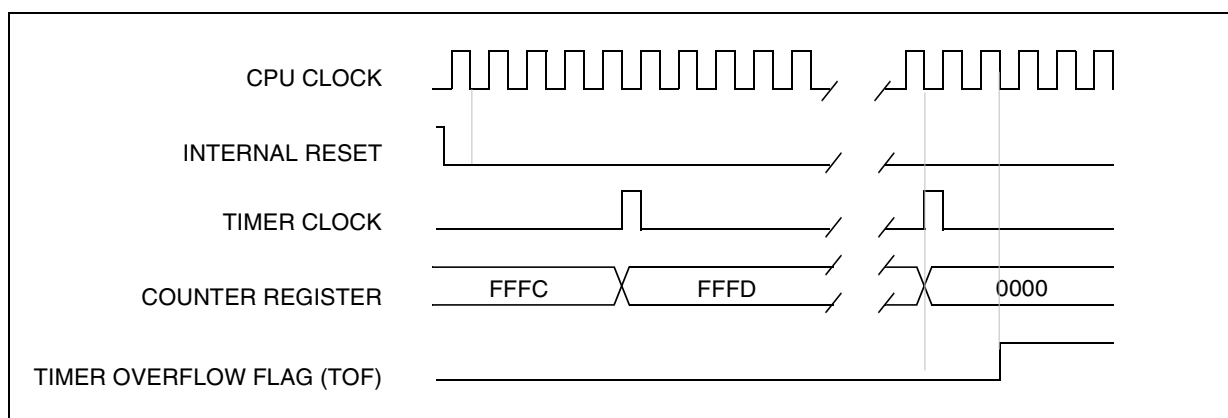 CPU CLOCK
INTERNAL RESET
TIMER CLOCK
COUNTER REGISTER
FFFC
FFFD
0000
TIMER OVERFLOW FLAG (TOF)